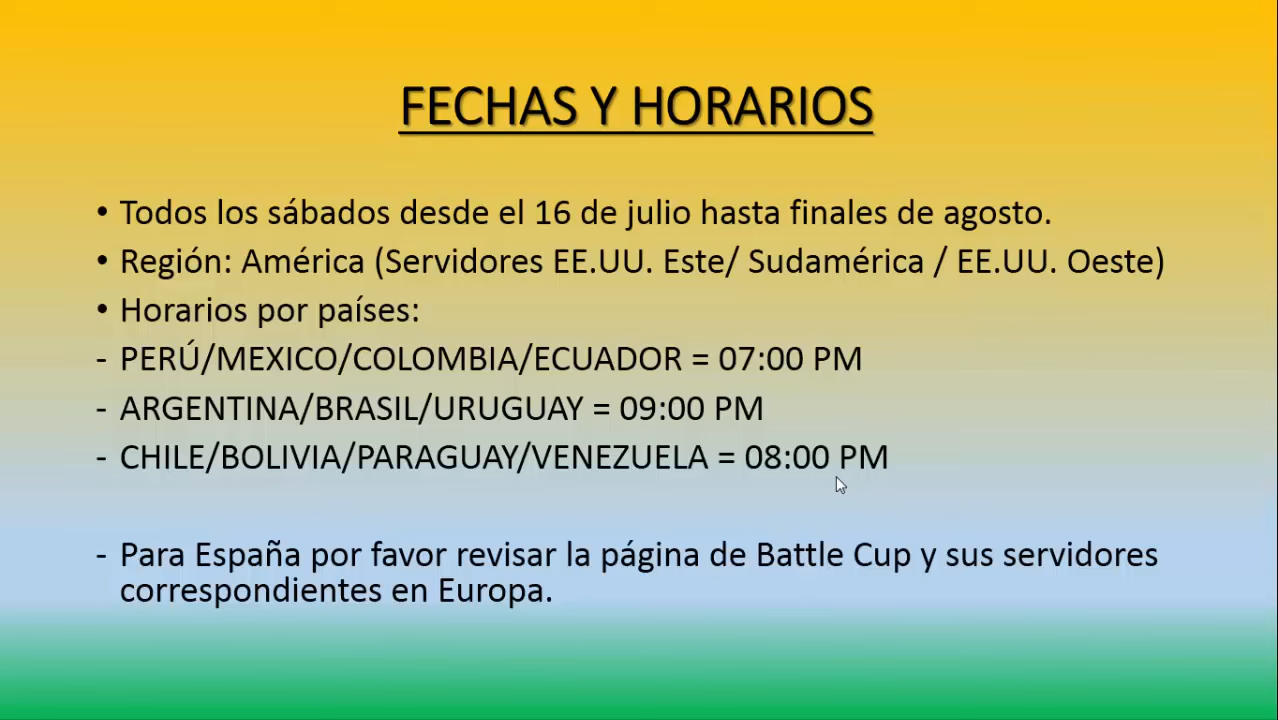 FECHAS Y HORARIOS
• Todos los sábados desde el 16 de julio hasta finales de agosto.
• Región: América (Servidores EE.UU. Este/ Sudamérica / EE.UU. Oeste)
• Horarios por países:
- PERÚ/MEXICO/COLOMBIA/ECUADOR = 07:00 PM
- ARGENTINA/BRASIL/URUGUAY = 09:00 PM
- CHILE/BOLIVIA/PARAGUAY/VENEZUELA = 08:00 PM
- Para España por favor revisar la página de Battle Cup y sus servidores
correspondientes en Europa.